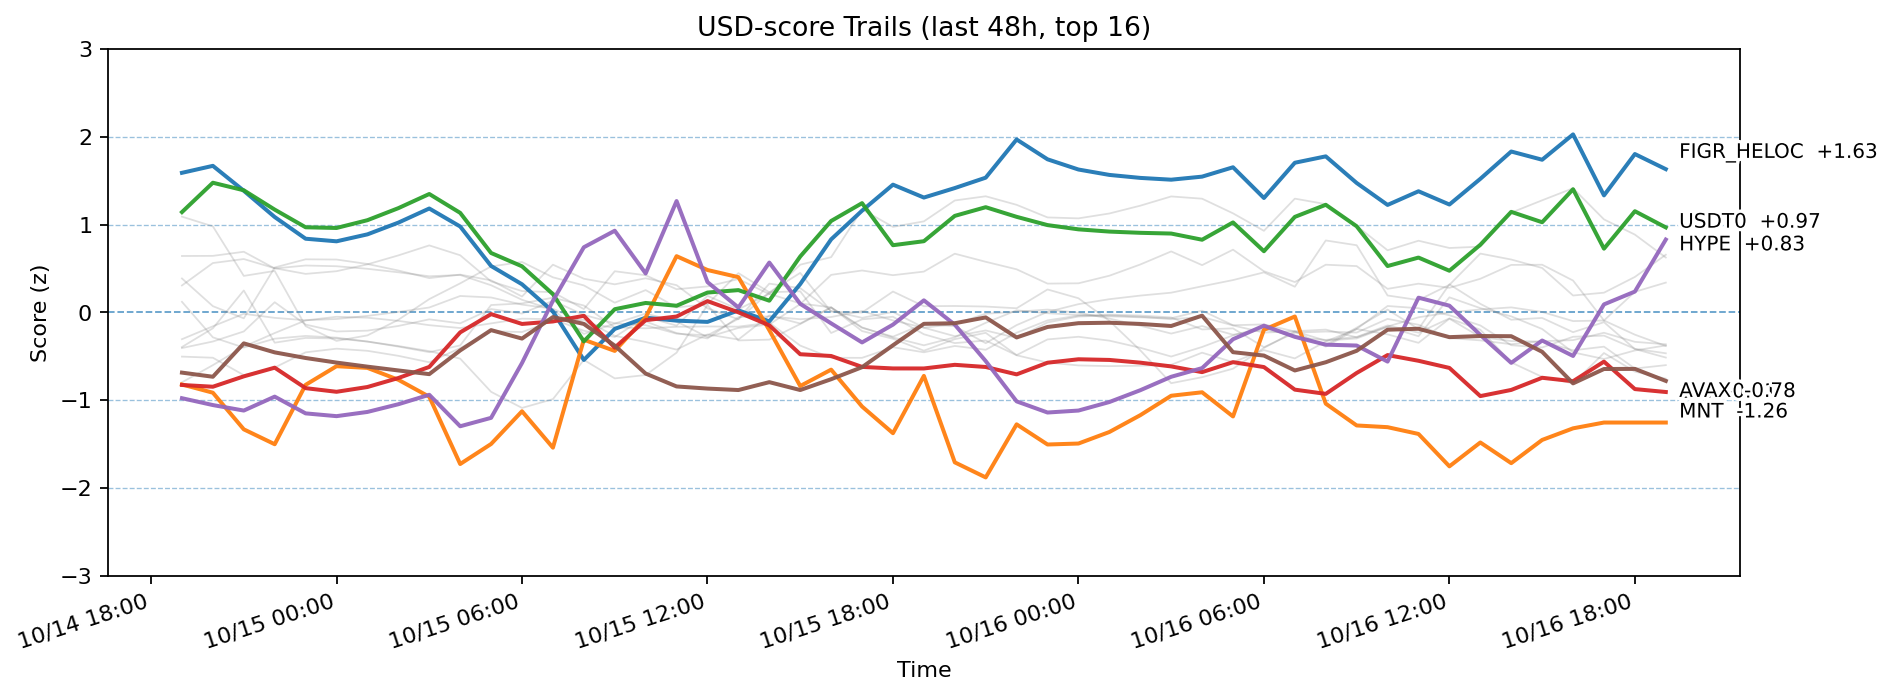 USD-score Trails (last 48h, top 16)
Score (z)
3
2
1
0
−1
−2
−3
FIGR_HELOC +1.63
USDT0 +0.97
HYPE +0.83
AVAX -0.78
MNT -1.26
10/14 18:00
10/15 00:00
10/15 06:00
10/15 12:00
10/15 18:00
10/16 00:00
10/16 06:00
10/16 12:00
10/16 18:00
Time